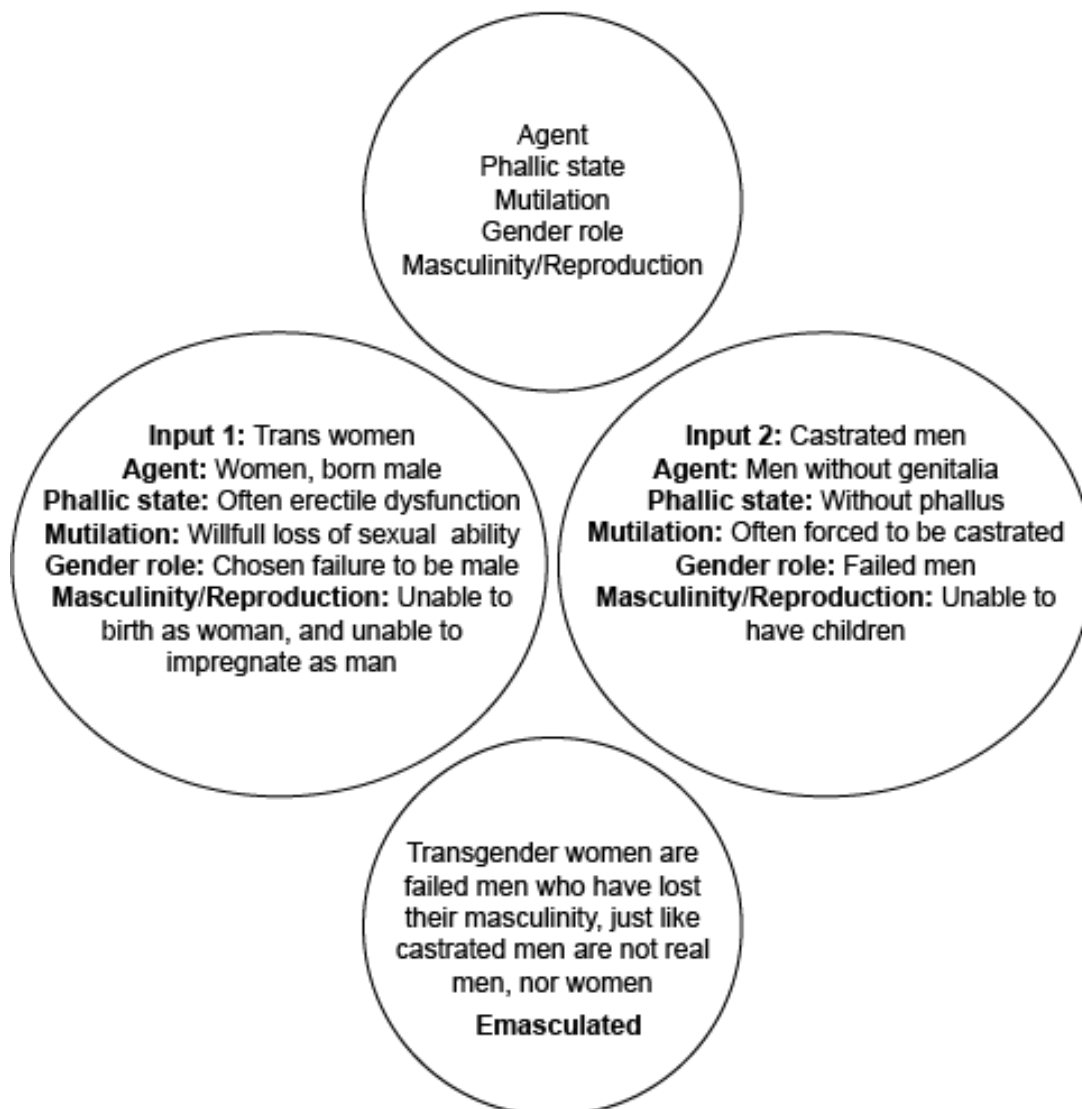 Agent
Phallic state
Mutilation
Gender role
Masculinity/Reproduction
Input 1: Trans women
Agent: Women, born male
Phallic state: Often erectile dysfunction
Mutilation: Willfull loss of sexual ability
Gender role: Chosen failure to be male
Masculinity/Reproduction: Unable to
birth as woman, and unable to
impregnate as man
Input 2: Castrated men
Agent: Men without genitalia
Phallic state: Without phallus
Mutilation: Often forced to be castrated
Gender role: Failed men
Masculinity/Reproduction: Unable to
have children
Transgender women are
failed men who have lost
their masculinity, just like
castrated men are not real
men, nor women
Emasculated